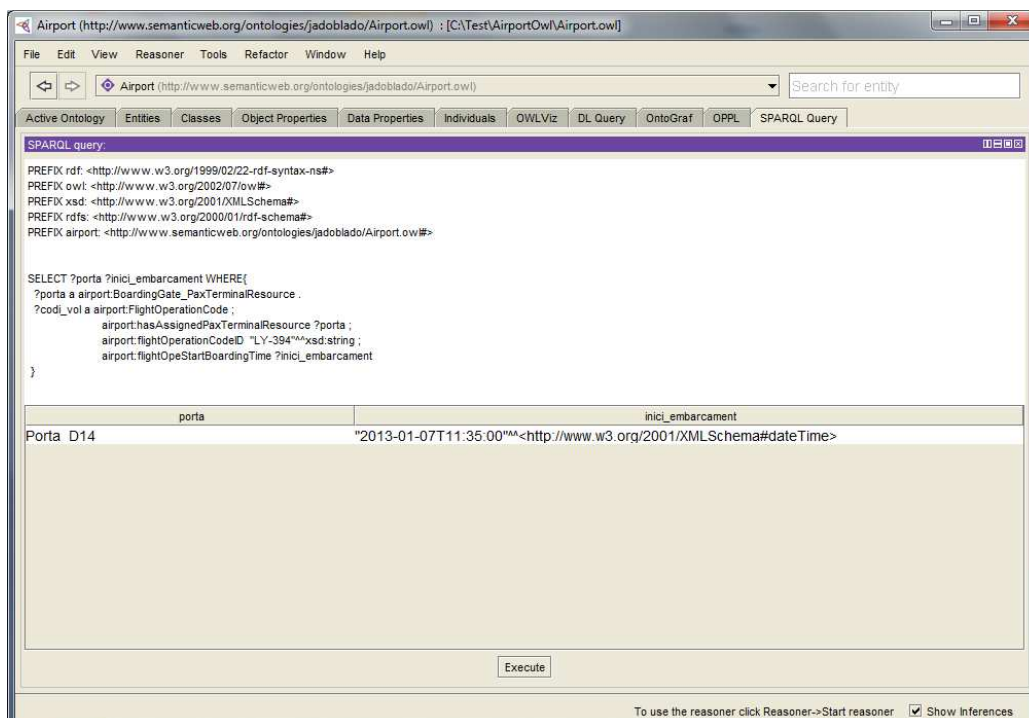 Airport (http://www.semanticweb.org/ontologies/jadoblado/Airport.owl) : [C:\Test\AirportOwl\Airport.owl]
File Edit View Reasoner Tools Refactor Window Help
Airport (http://www.semanticweb.org/ontologies/jadoblado/Airport.owl) Search for entity
Active Ontology Entities Classes Object Properties Data Properties Individuals OWLViz DL Query OntoGraf OPPL SPARQL Query
SPARQL query:
PREFIX rdf: <http://www.w3.org/1999/02/22-rdf-syntax-ns#>
PREFIX owl: <http://www.w3.org/2002/07/owl#>
PREFIX xsd: <http://www.w3.org/2001/XMLSchema#>
PREFIX rdfs: <http://www.w3.org/2000/01/rdf-schema#>
PREFIX airport: <http://www.semanticweb.org/ontologies/jadoblado/Airport.owl#>
SELECT ?porta ?inici_embarcament WHERE{
?porta a airport:BoardingGate_PaxTerminalResource .
?codi_vol a airport:FlightOperationCode ;
airport:hasAssignedPaxTerminalResource ?porta ;
airport:flightOperationCodeID "LY-394"^^xsd:string ;
airport:flightOpeStartBoardingTime ?inici_embarcament
}
porta inici_embarcament
Porta D14 "2013-01-07T11:35:00"^^<http://www.w3.org/2001/XMLSchema#dateTime>
Execute
To use the reasoner click Reasoner->Start reasoner Show Inferences